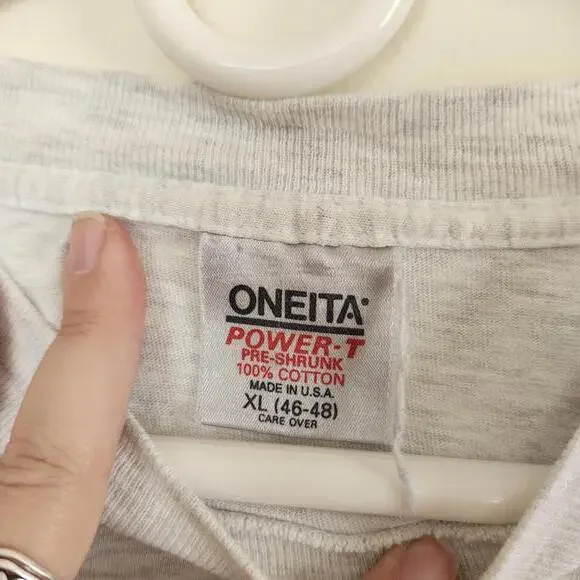 ONEITA®
POWER-T
PRE-SHRUNK
100% COTTON
MADE IN U.S.A.
XL (46-48)
CARE OVER